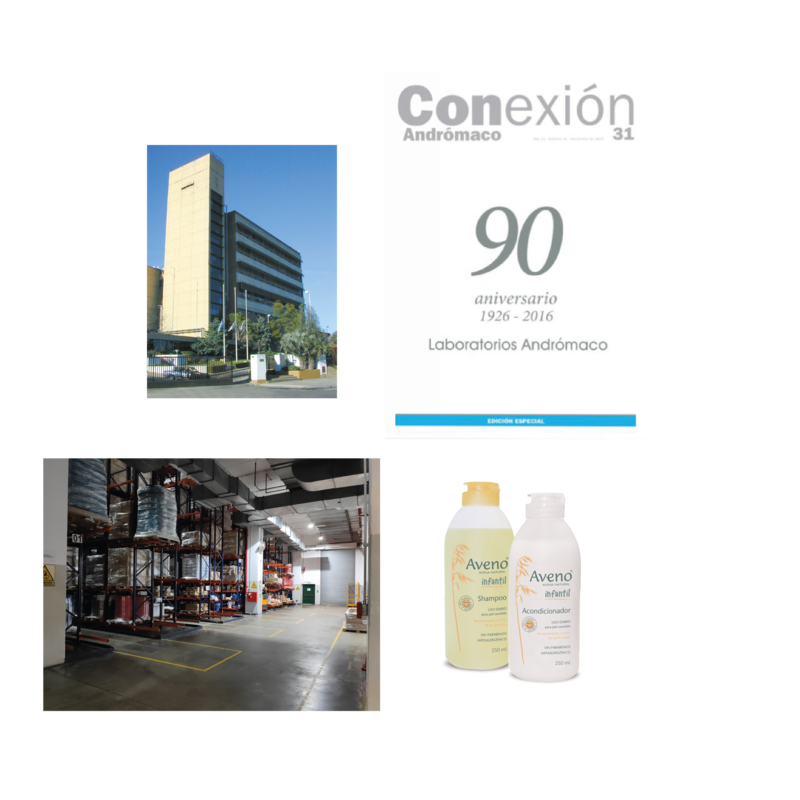 Conexión
Andrómaco
31
90
aniversario
1926 - 2016
Laboratorios Andrómaco
EDICIÓN ESPECIAL
01
Aveno
infantil
Shampoo
250 ml
Aveno
infantil
Acondicionador
250 ml